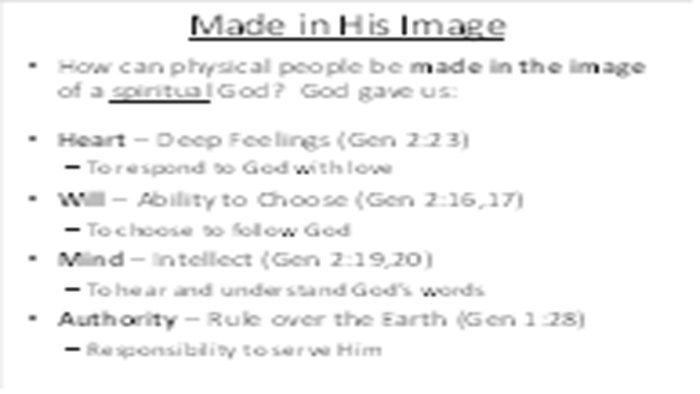 Made in His Image
• How can physical people be made in the image
of a spiritual God? God gave us:
• Heart – Deep Feelings (Gen 2:23)
– To respond to God with love
• Will – Ability to Choose (Gen 2:16,17)
– To choose to follow God
• Mind – Intellect (Gen 2:19,20)
– To hear and understand God's words
• Authority – Rule over the Earth (Gen 1:28)
– Responsibility to serve Him